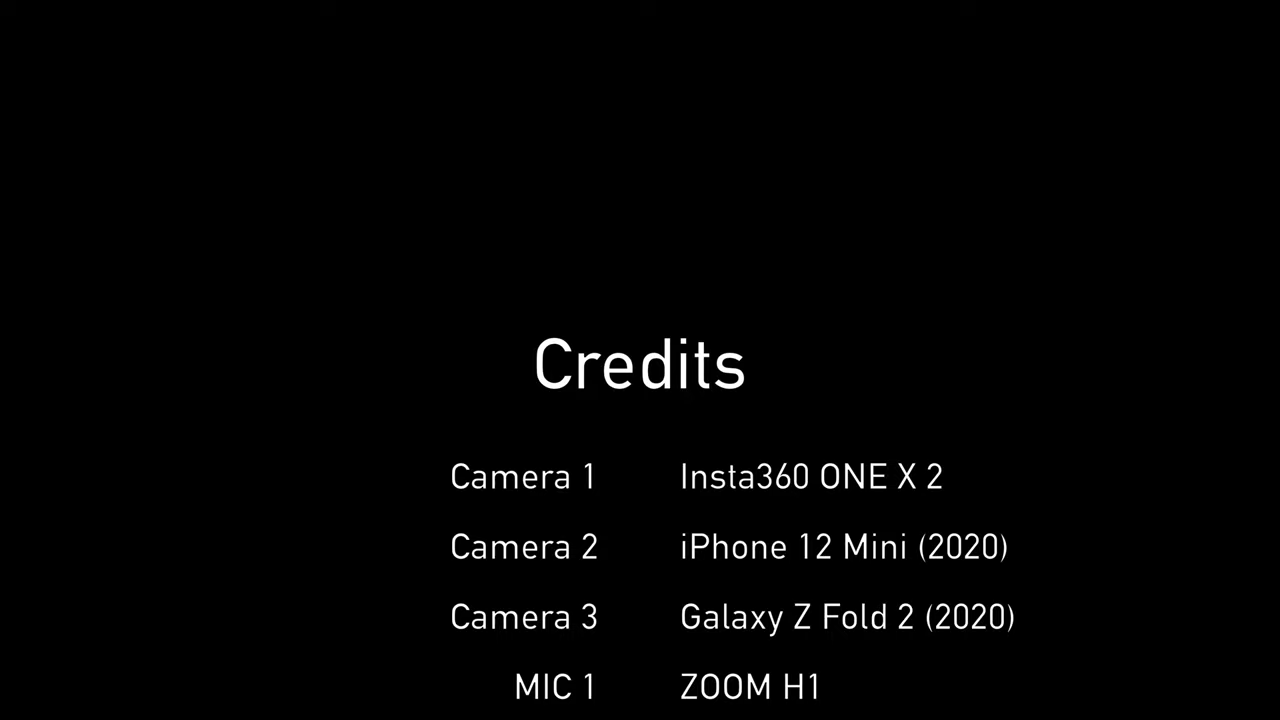 Credits
Camera 1 Insta360 ONE X 2
Camera 2 iPhone 12 Mini (2020)
Camera 3 Galaxy Z Fold 2 (2020)
MIC 1 ZOOM H1